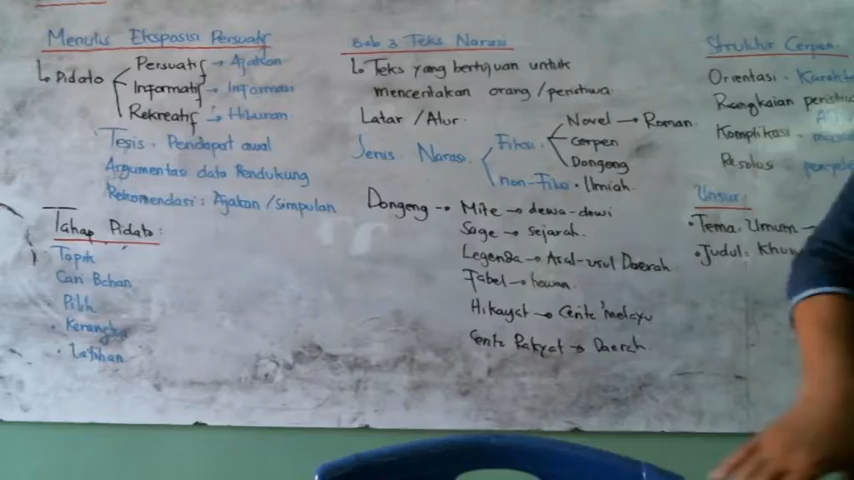 Menulis Eksposisi Persuatif
↳ Pidato
Persuatif → Ajakan
Informatif → Informasi
Rekreatif → Hiburan
Tesis. Pendapat awal
Argumentasi data Pendukung
Rekomendasi: Ajakan / simpulan
Tahap Pidato:
Topik
Cari Bahan
Pilih
• Kerangka
• Latihan
Bab 3 Teks Narasi
↳ Teks yang bertujuan untuk
menceritakan orang / peristiwa.
Latar / Alur.
Jenis Narasi
Fiksi.
Novel → Roman.
Cerpen
Dongeng
non-Fiksi. Ilmiah.
Dongeng → Mite → dewa-dewi
Sage → Sejarah.
Legenda → Asal-usul Daerah
Fabel → hewan.
Hikayat → Cerita melayu
Cerita Rakyat → Daerah.
Struktur Cerpen.
Orientasi.
Rangkaian
Komplikasi.
Resolusi
Unsur
• Tema. Umum
• Judul.